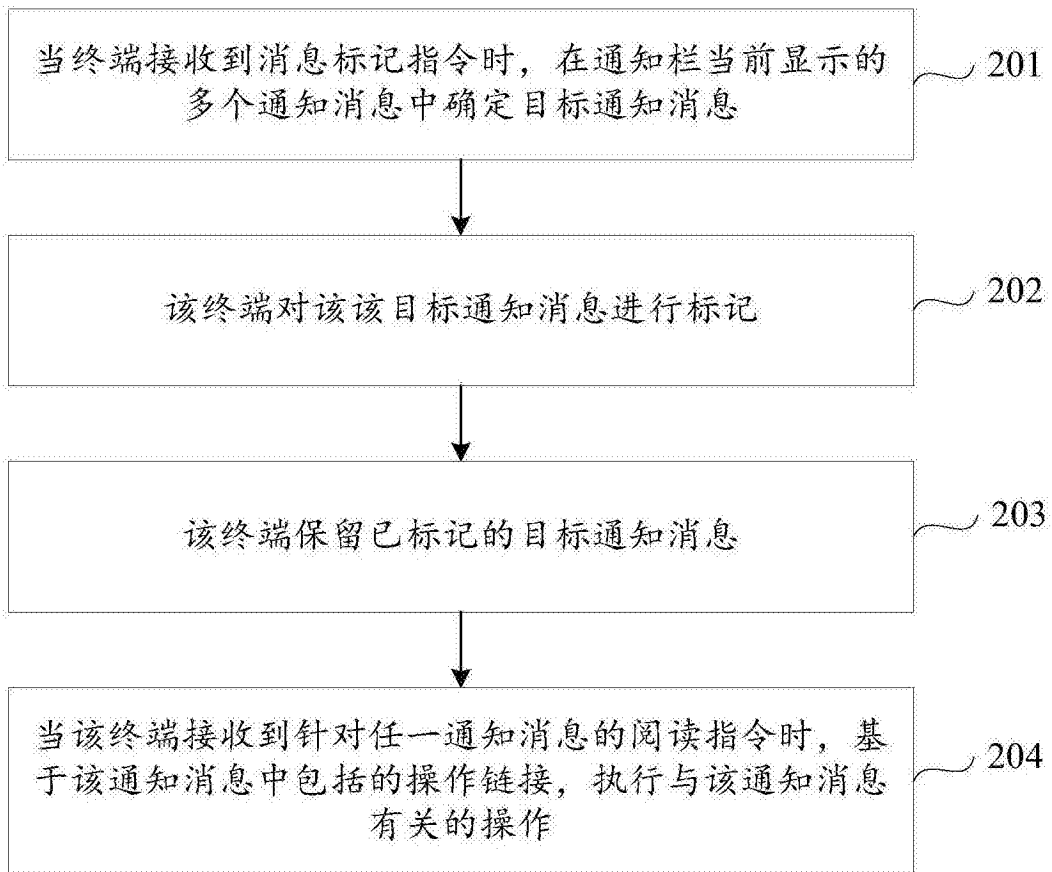 当终端接收到消息标记指令时，在通知栏当前显示的
多个通知消息中确定目标通知消息
201
该终端对该该目标通知消息进行标记
202
该终端保留已标记的目标通知消息
203
当该终端接收到针对任一通知消息的阅读指令时，基
于该通知消息中包括的操作链接，执行与该通知消息
有关的操作
204